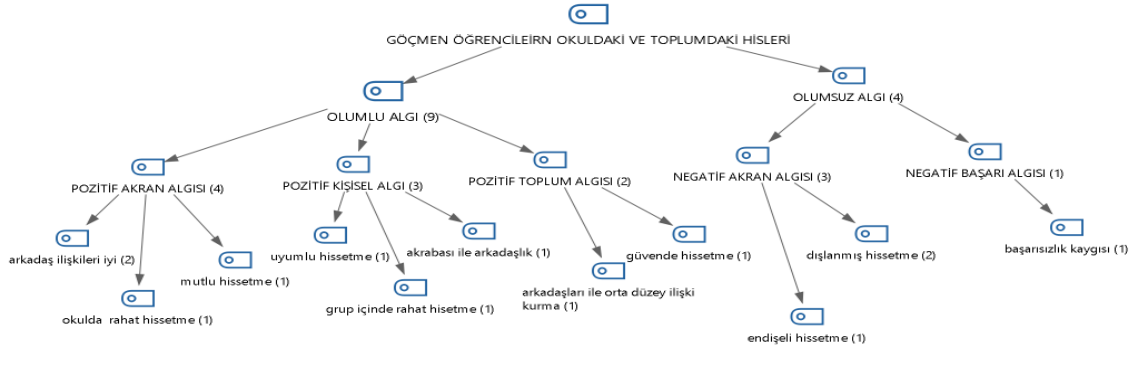 GÖÇMEN ÖĞRENCİLEİRN OKULDAKİ VE TOPLUMDAKİ HİSLERİ
OLUMLU ALGI (9)
OLUMSUZ ALGI (4)
POZİTİF AKRAN ALGISI (4)
POZİTİF KİŞİSEL ALGI (3)
POZİTİF TOPLUM ALGISI (2)
NEGATİF AKRAN ALGISI (3)
NEGATİF BAŞARI ALGISI (1)
arkadaş ilişkileri iyi (2)
okulda rahat hissetme (1)
mutlu hissetme (1)
uyumlu hissetme (1)
grup içinde rahat hisetme (1)
akrabası ile arkadaşlık (1)
arkadaşları ile orta düzey ilişki
kurma (1)
güvende hissetme (1)
endişeli hissetme (1)
dışlanmış hissetme (2)
başarısızlık kaygısı (1)